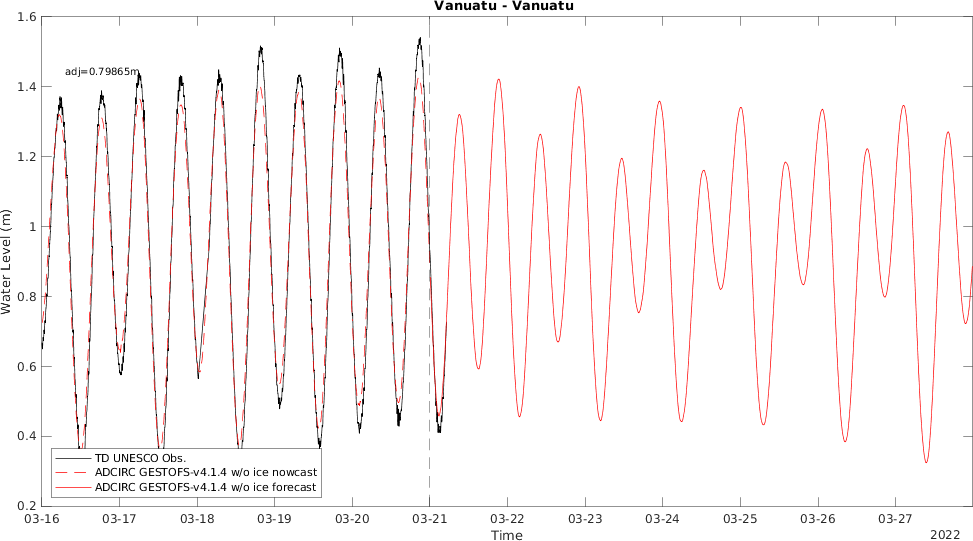 Vanuatu - Vanuatu
adj=0.79865m
Water Level (m)
1.6
1.4
1.2
1
0.8
0.6
0.4
0.2
TD UNESCO Obs.
ADCIRC GESTOFS-v4.1.4 w/o ice nowcast
ADCIRC GESTOFS-v4.1.4 w/o ice forecast
03-16 03-17 03-18 03-19 03-20 03-21 03-22 03-23 03-24 03-25 03-26 03-27
Time
2022